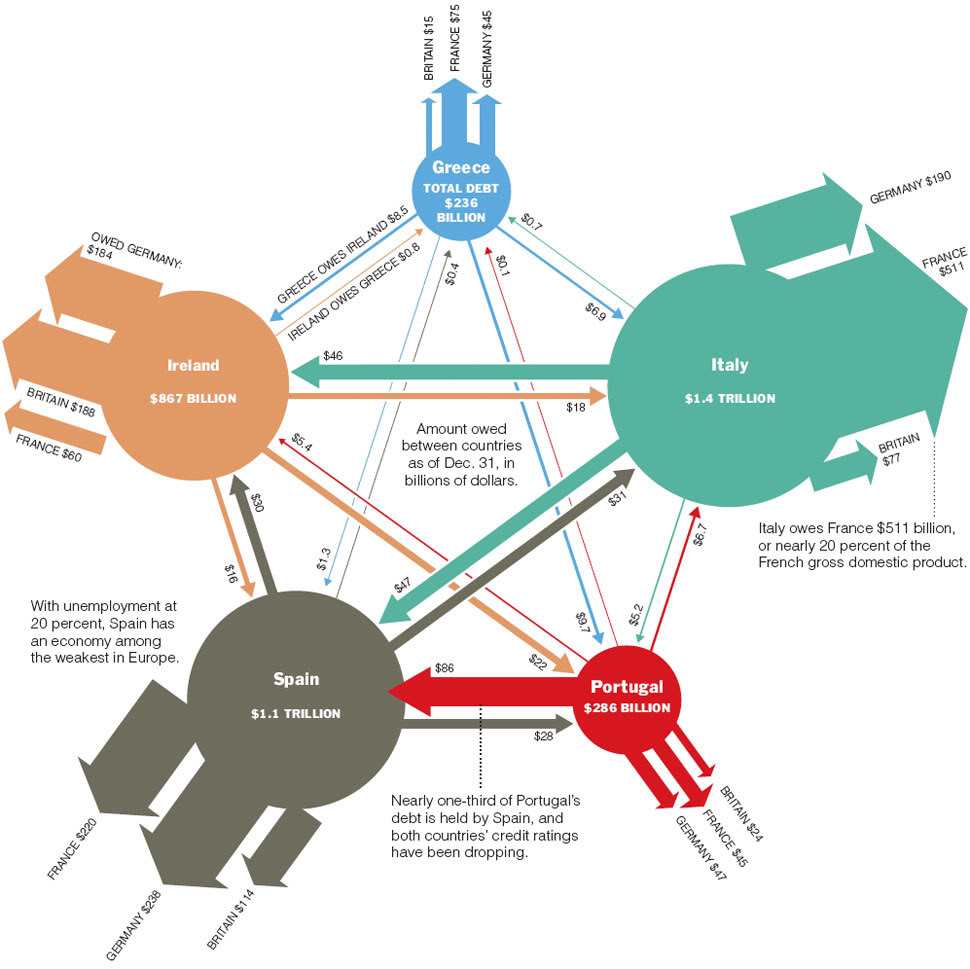 BRITAIN $15
FRANCE $75
GERMANY $45
Greece
TOTAL DEBT
$236
BILLION
GERMANY $190
FRANCE
$511
$0.7
GREECE OWES IRELAND $8.5
IRELAND OWES GREECE $0.8
$0.4
$0.1
$6.9
OWED GERMANY:
$184
Ireland
$867 BILLION
BRITAIN $188
FRANCE $60
$46
$18
Italy
$1.4 TRILLION
BRITAIN
$77
Amount owed
between countries
as of Dec. 31, in
billions of dollars.
$5.4
$30
$31
$16
$1.3
$47
$6.7
$5.2
$9.7
$22
Italy owes France $511 billion,
or nearly 20 percent of the
French gross domestic product.
With unemployment at
20 percent, Spain has
an economy among
the weakest in Europe.
Spain
$1.1 TRILLION
$86
$28
Portugal
$286 BILLION
Nearly one-third of Portugal's
debt is held by Spain, and
both countries' credit ratings
have been dropping.
FRANCE $220
GERMANY $238
BRITAIN $114
BRITAIN $24
FRANCE $45
GERMANY $47